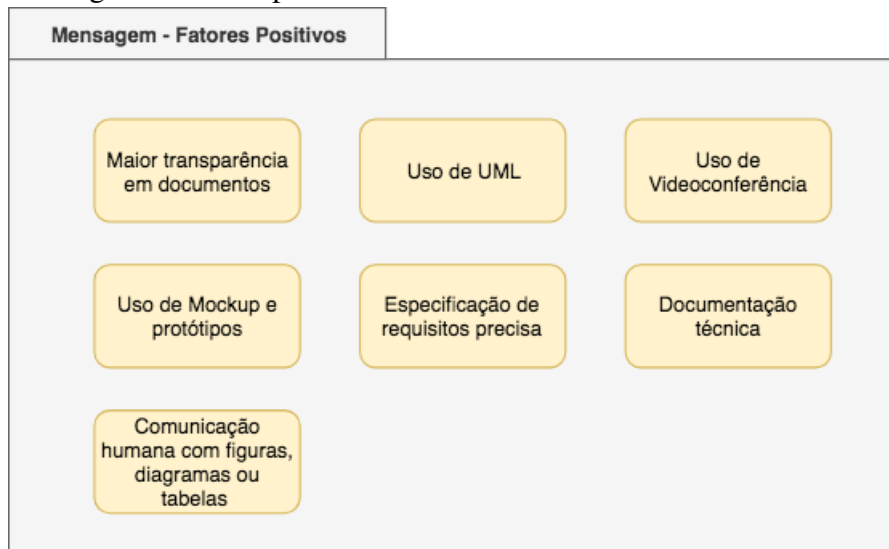 Mensagem - Fatores Positivos
Maior transparência
em documentos
Uso de UML
Uso de
Videoconferência
Uso de Mockup e
protótipos
Especificação de
requisitos precisa
Documentação
técnica
Comunicação
humana com figuras,
diagramas ou
tabelas